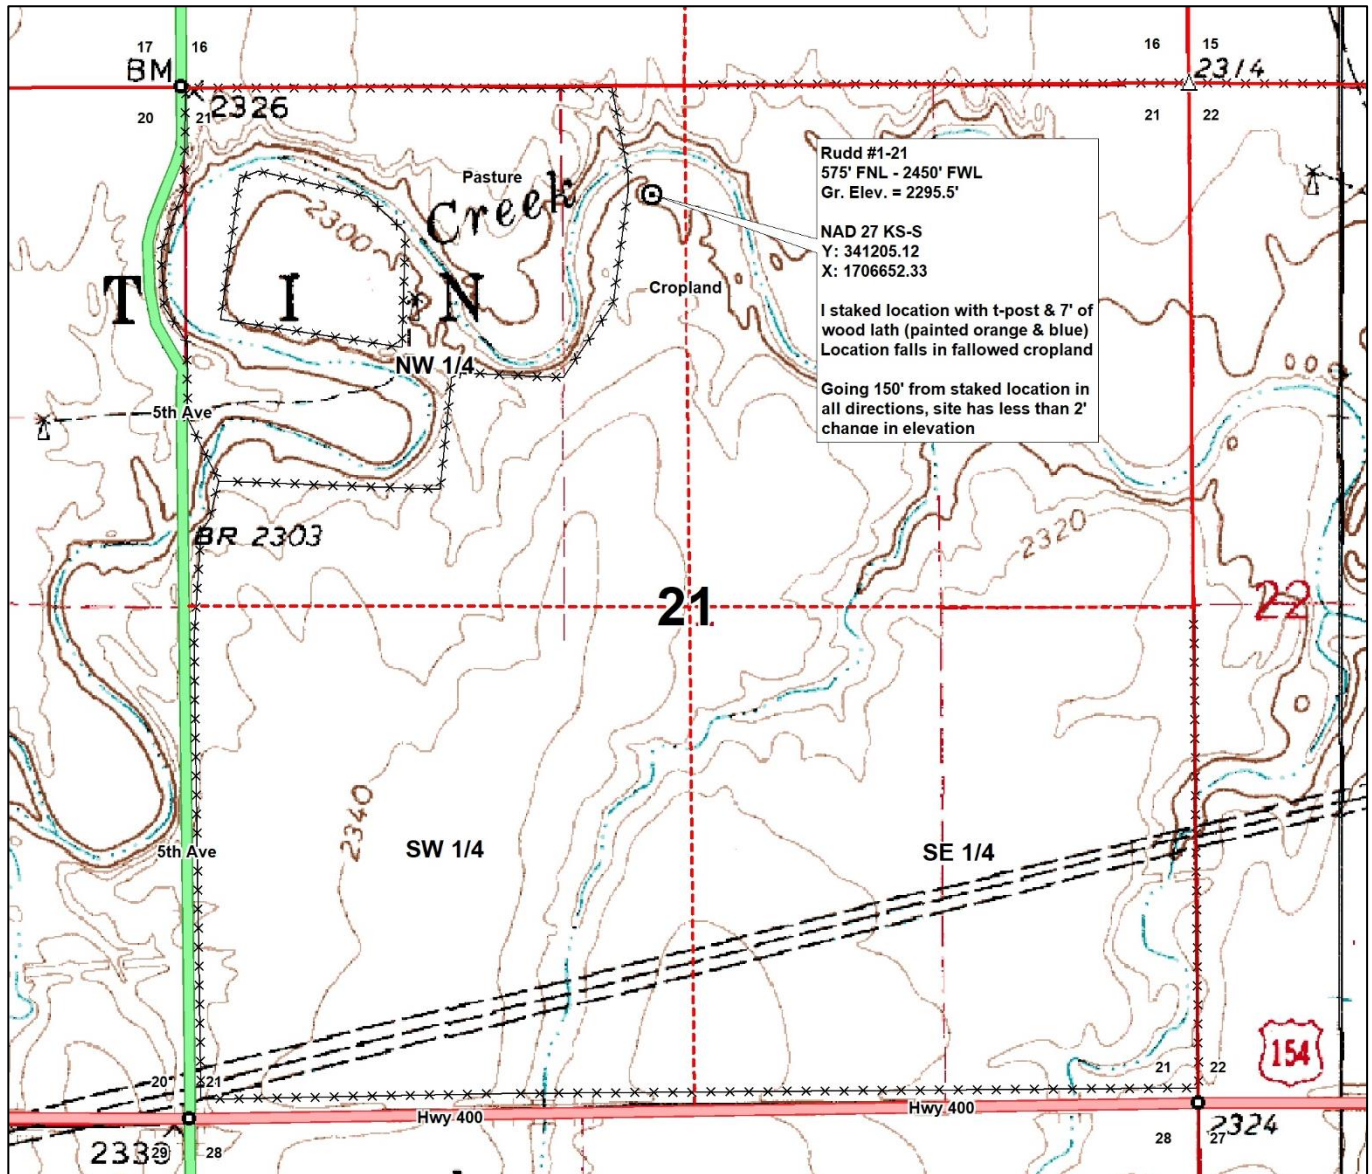 17 16
16 15
BM
2314
2326
20 21
21 22
Rudd #1-21
575' FNL - 2450' FWL
Gr. Elev. = 2295.5'
NAD 27 KS-S
Y: 341205.12
X: 1706652.33
I staked location with t-post & 7' of
wood lath (painted orange & blue)
Location falls in fallowed cropland
Going 150' from staked location in
all directions, site has less than 2'
change in elevation
Pasture
Creek
2300
T I N
Cropland
NW 1/4
5th Ave
BR 2303
2320
21
22
2340
SW 1/4
SE 1/4
5th Ave
154
20 21
21 22
Hwy 400
Hwy 400
2339
2324
29 28
28 27